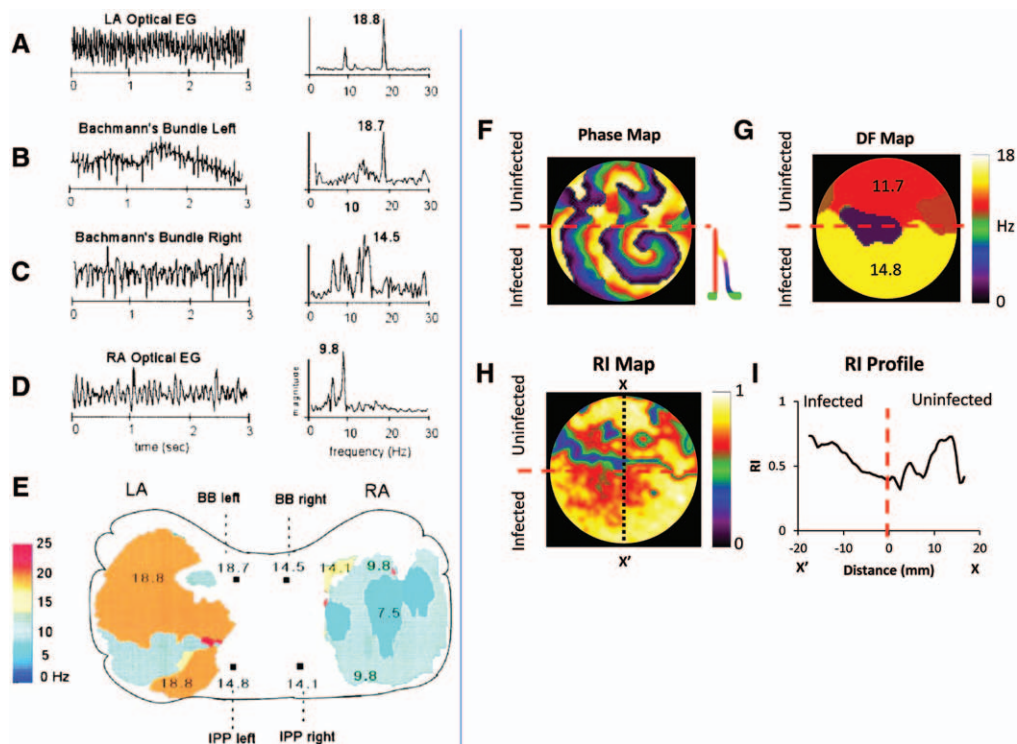 LA Optical EG
18.8
A
0 1 2 3
10 20 30
Bachmann's Bundle Left
18.7
B
0 1 2 3
0 10 20 30
10
Bachmann's Bundle Right
14.5
C
0 1 2 3
0 10 20 30
RA Optical EG
9.8
D
magnitude
0 1 2 3
0 10 20 30
time (sec)
frequency (Hz)
E
LA
BB left
BB right
RA
25
20
15
10
5
0 Hz
18.8
18.7
14.5
14.1
9.8
7.5
18.8
14.8
14.1
9.8
IPP left
IPP right
F
Phase Map
Uninfected
Infected
G
DF Map
11.7
14.8
18
Hz
0
H
RI Map
X
Uninfected
Infected
X'
1
0
I
RI Profile
Infected
Uninfected
RI
1
0.5
0
-20 -10 0 10 20
X' Distance (mm) X